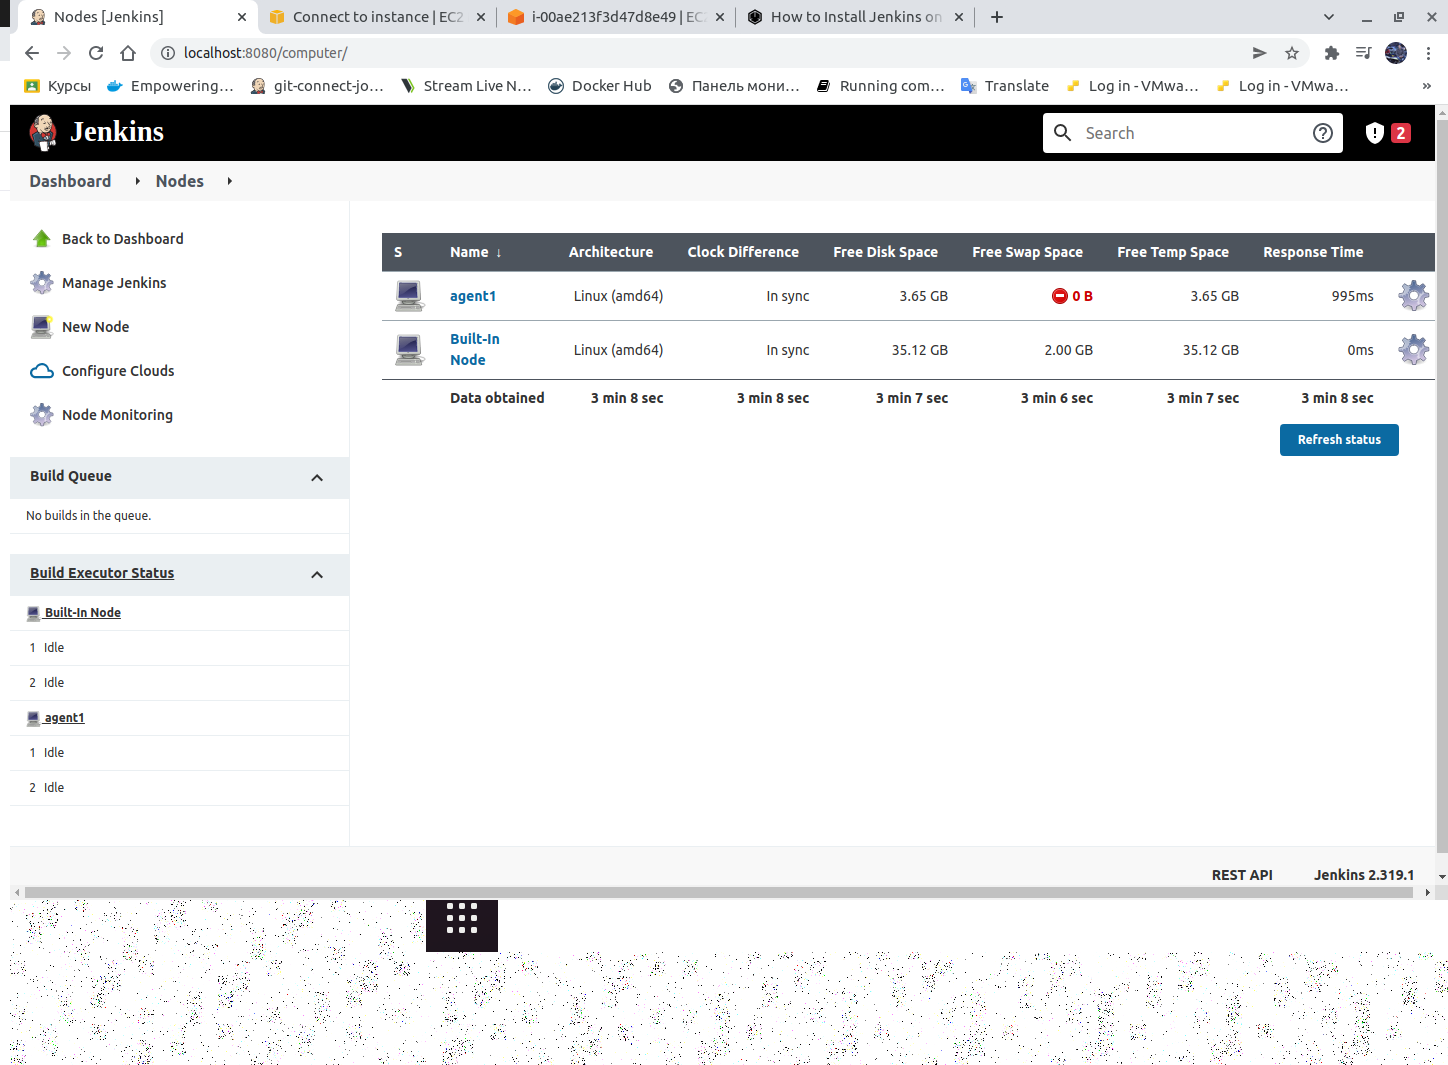 Nodes [Jenkins]
Connect to instance | EC2
i-00ae213f3d47d8e49 | EC2
How to Install Jenkins on
localhost:8080/computer/
Курсы
Empowering...
git-connect-jo...
Stream Live N...
Docker Hub
Панель мони...
Running com...
Translate
Log in - VMwa...
Log in - VMwa...
»
Jenkins
Search
2
Dashboard
Nodes
Back to Dashboard
Manage Jenkins
New Node
Configure Clouds
Node Monitoring
Build Queue
No builds in the queue.
Build Executor Status
Built-In Node
1 Idle
2 Idle
agent1
1 Idle
2 Idle
S Name ↓ Architecture Clock Difference Free Disk Space Free Swap Space Free Temp Space Response Time
agent1 Linux (amd64) In sync 3.65 GB 0 B 3.65 GB 995ms
Built-In
Node Linux (amd64) In sync 35.12 GB 2.00 GB 35.12 GB 0ms
Data obtained 3 min 8 sec 3 min 8 sec 3 min 7 sec 3 min 6 sec 3 min 7 sec 3 min 8 sec
Refresh status
REST API Jenkins 2.319.1